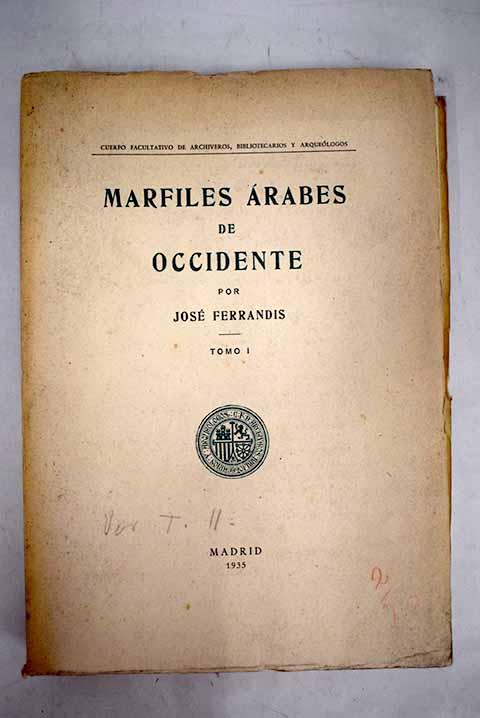 CUERPO FACULTATIVO DE ARCHIVEROS, BIBLIOTECARIOS Y ARQUEÓLOGOS
MARFILES ÁRABES
DE
OCCIDENTE
POR
JOSÉ FERRANDIS
TOMO I
Ver T. II.
MADRID
1935